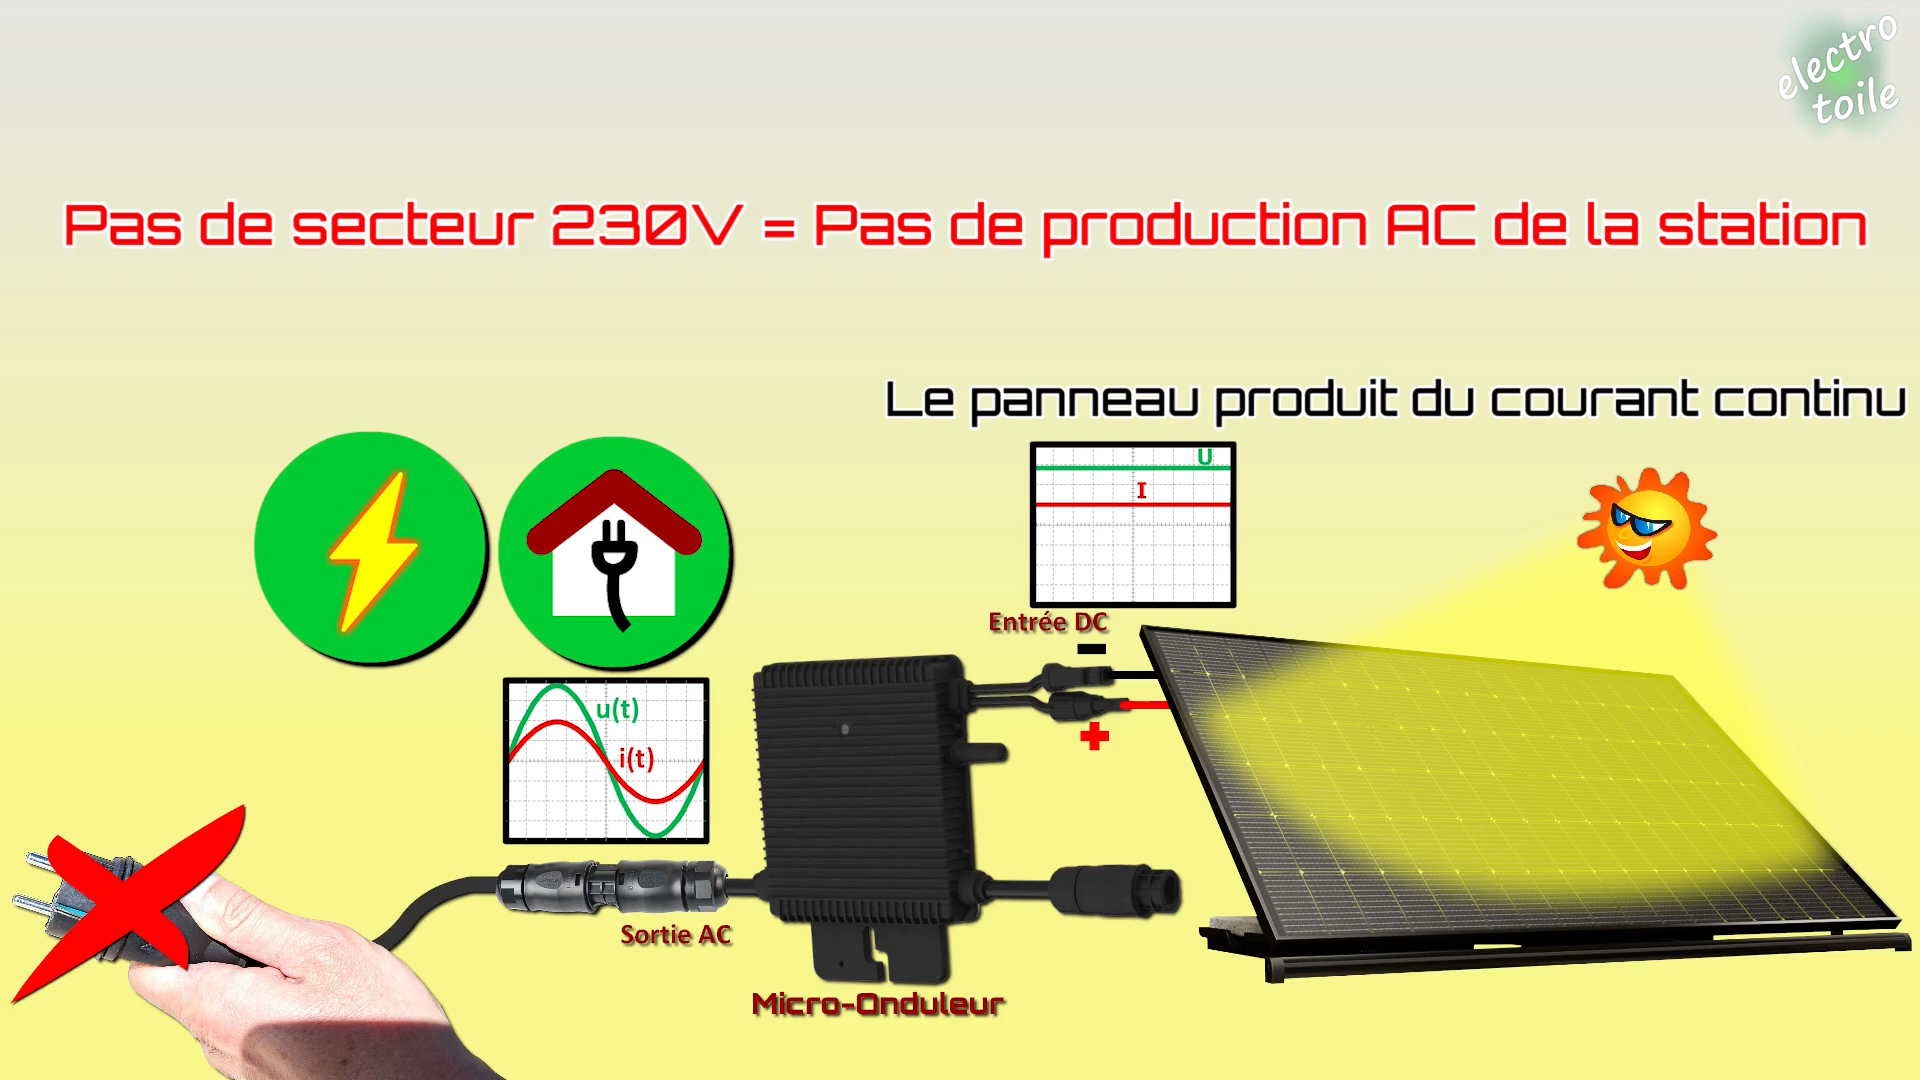 electro
toile
Pas de secteur 230V = Pas de production AC de la station
Le panneau produit du courant continu
U
I
Entrée DC
u(t)
i(t)
Sortie AC
Micro-Onduleur